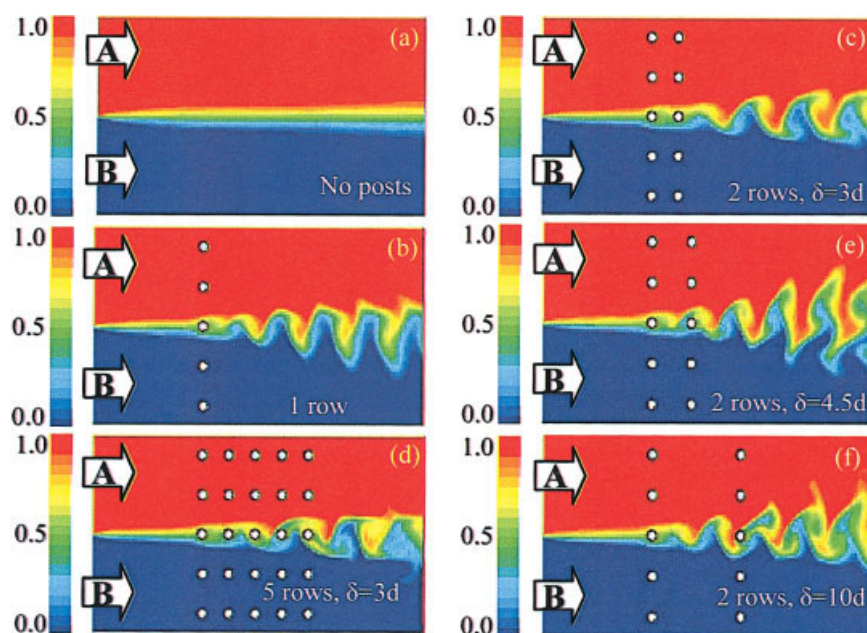 1.0
0.5
0.0
A
B
(a)
No posts
1.0
0.5
0.0
A
B
(b)
1 row
1.0
0.5
0.0
A
B
(d)
5 rows, δ=3d
1.0
0.5
0.0
A
B
(c)
2 rows, δ=3d
1.0
0.5
0.0
A
B
(e)
2 rows, δ=4.5d
1.0
0.5
0.0
A
B
(f)
2 rows, δ=10d